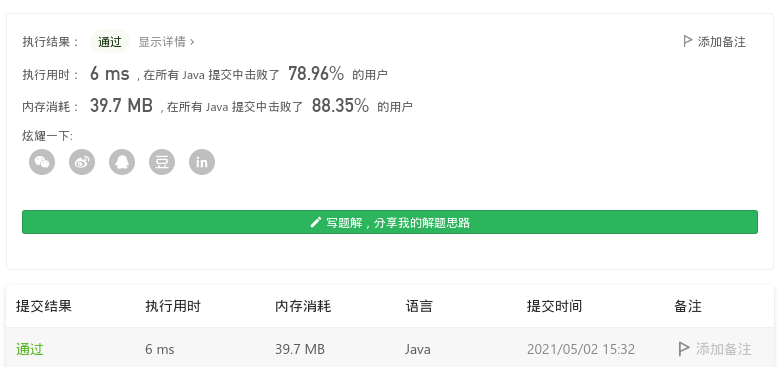 执行结果： 通过 显示详情 › 添加备注
执行用时： 6 ms , 在所有 Java 提交中击败了 78.96% 的用户
内存消耗： 39.7 MB , 在所有 Java 提交中击败了 88.35% 的用户
炫耀一下:
豆 in
写题解，分享我的解题思路
提交结果 执行用时 内存消耗 语言 提交时间 备注
通过 6 ms 39.7 MB Java 2021/05/02 15:32 添加备注